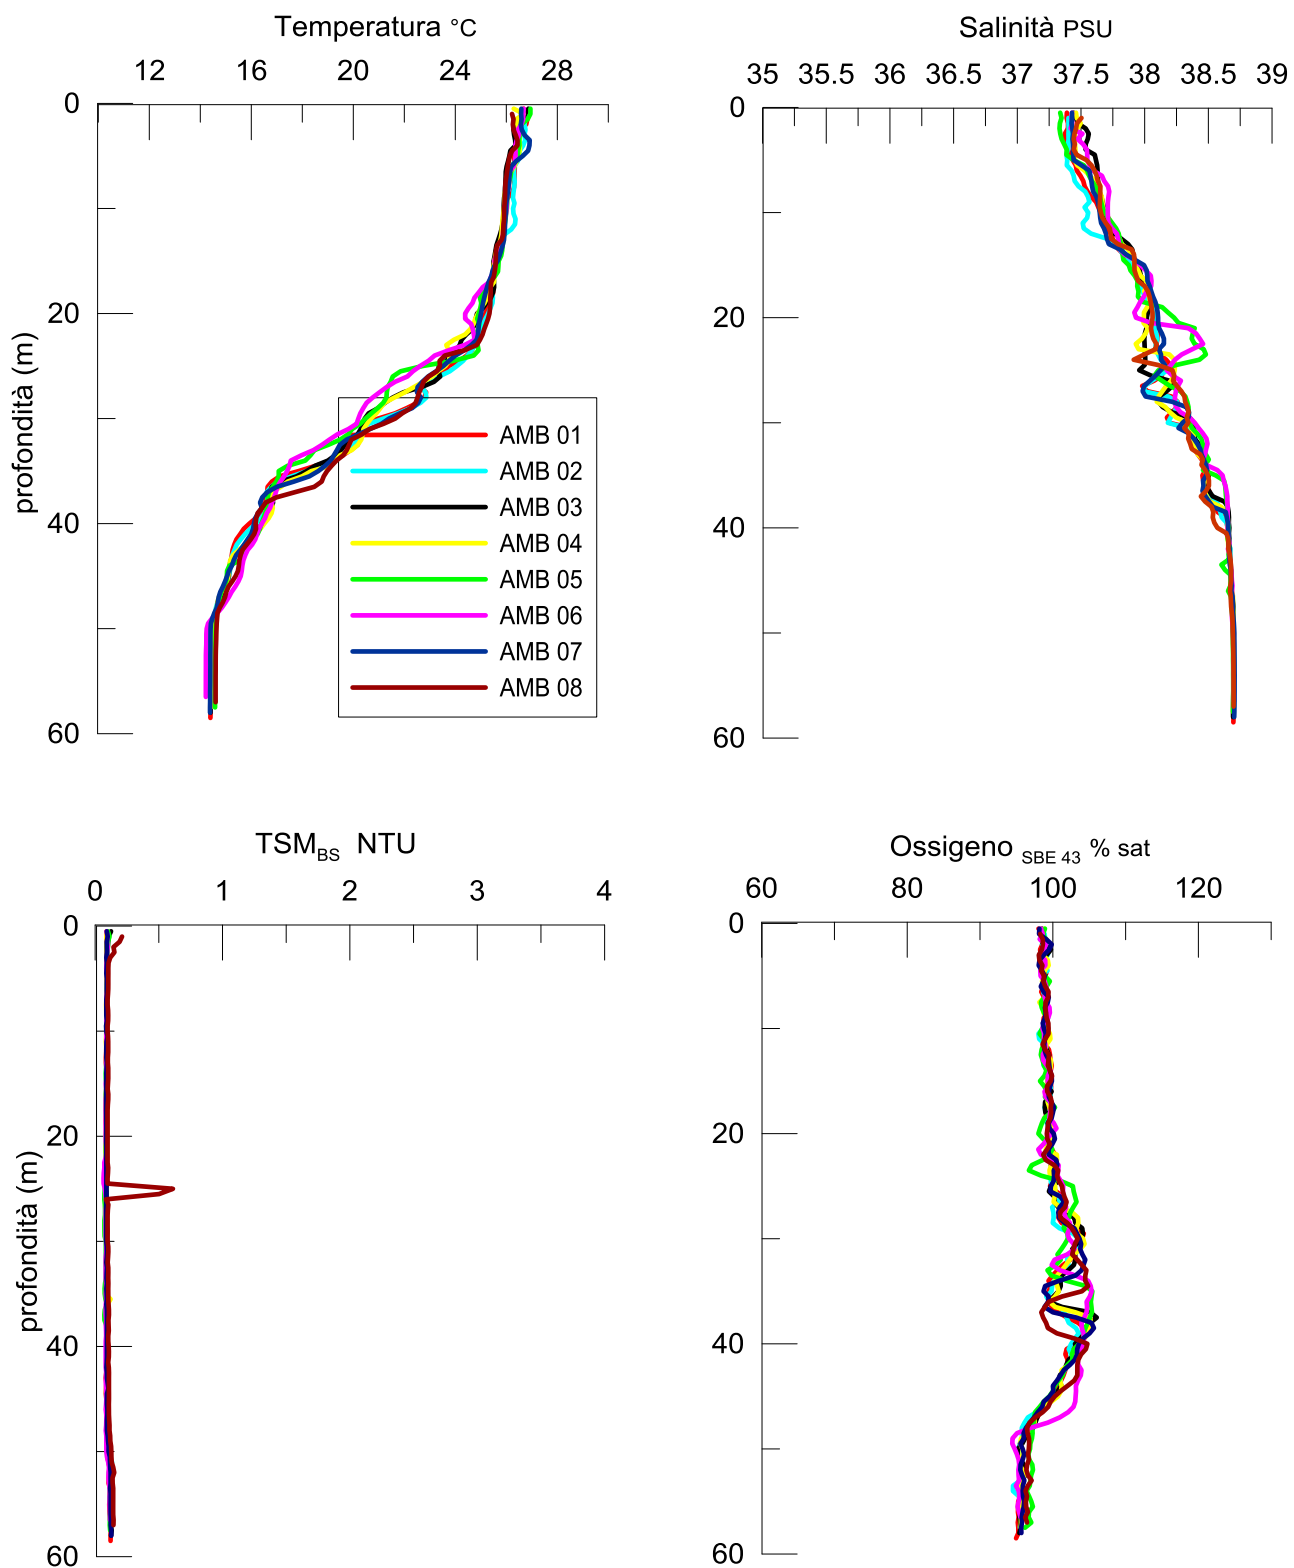 Temperatura °C
12 16 20 24 28
0
20
40
60
profondità (m)
AMB 01
AMB 02
AMB 03
AMB 04
AMB 05
AMB 06
AMB 07
AMB 08
Salinità PSU
35 35.5 36 36.5 37 37.5 38 38.5 39
0
20
40
60
TSM BS NTU
0 1 2 3 4
0
20
40
60
profondità (m)
Ossigeno SBE 43 % sat
60 80 100 120
0
20
40
60